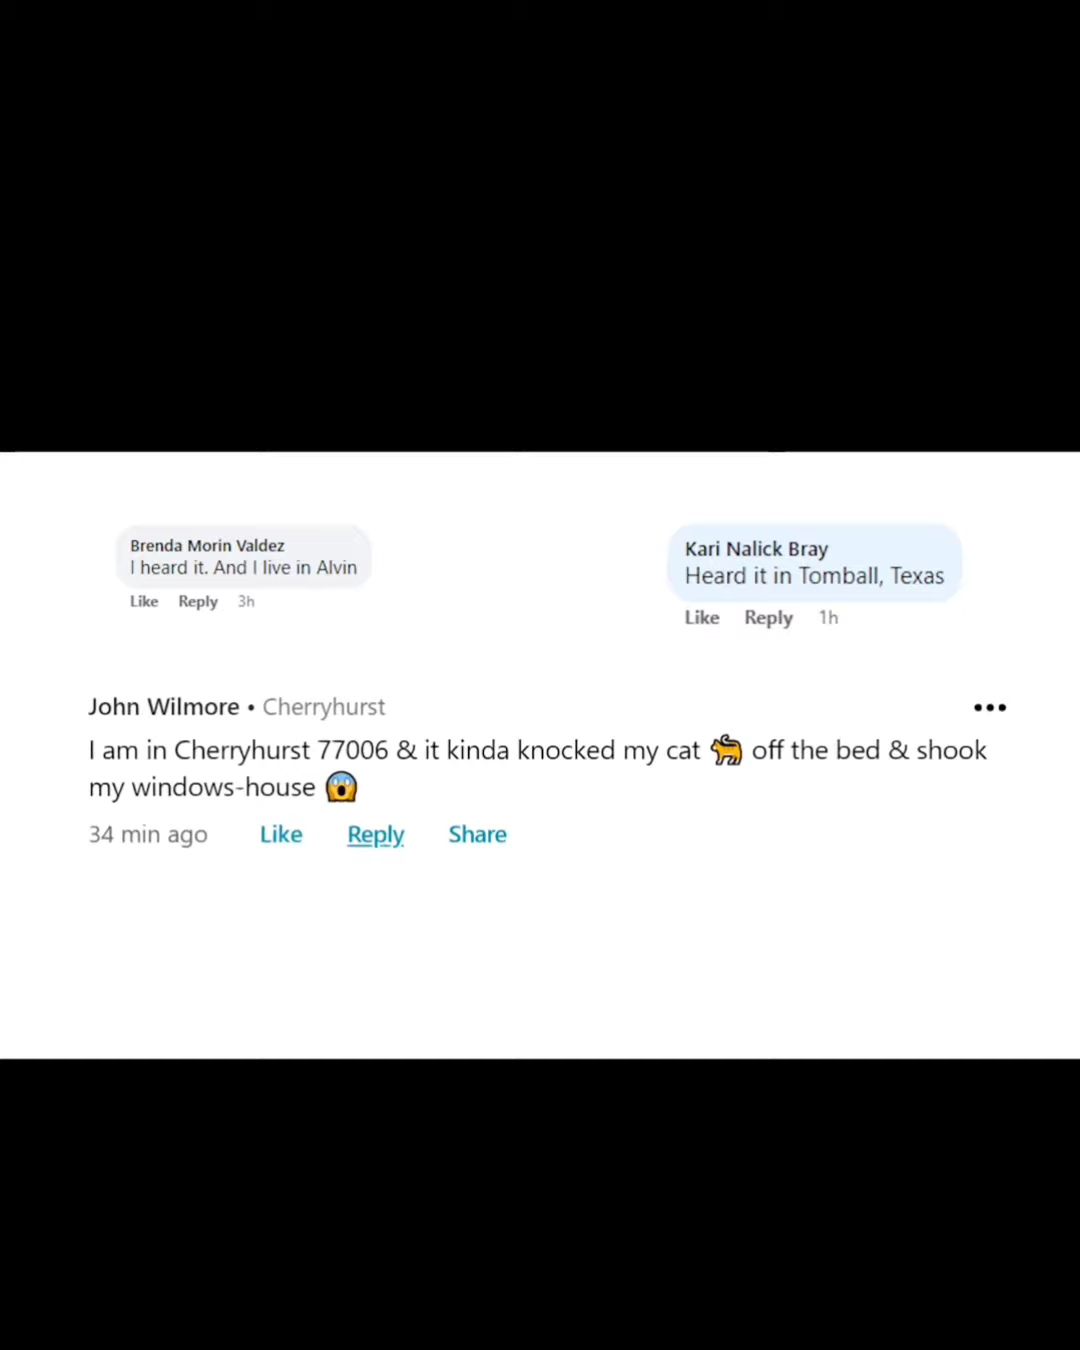 Brenda Morin Valdez
I heard it. And I live in Alvin
Like Reply 3h
Kari Nalick Bray
Heard it in Tomball, Texas
Like Reply 1h
John Wilmore • Cherryhurst
I am in Cherryhurst 77006 & it kinda knocked my cat 🐈 off the bed & shook
my windows-house 😱
34 min ago Like Reply Share